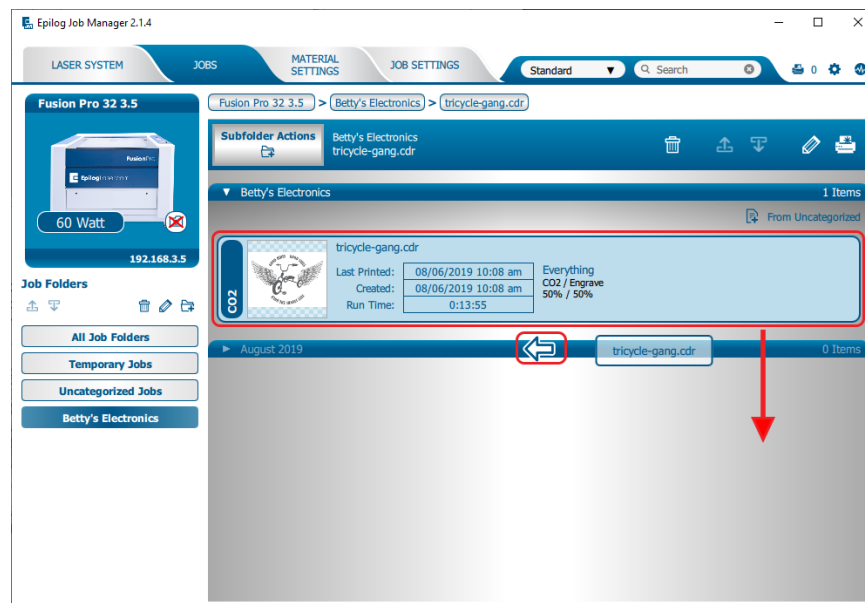 Epilog Job Manager 2.1.4
LASER SYSTEM
JOBS
MATERIAL
SETTINGS
JOB SETTINGS
Standard
Search
0
Fusion Pro 32 3.5
Fusion Pro 32 3.5 > Betty's Electronics > tricycle-gang.cdr
Subfolder Actions
Betty's Electronics
tricycle-gang.cdr
FusionPro
60 Watt
192.168.3.5
Betty's Electronics
1 Items
From Uncategorized
CO2
tricycle-gang.cdr
Last Printed: 08/06/2019 10:08 am
Created: 08/06/2019 10:08 am
Run Time: 0:13:55
Everything
CO2 / Engrave
50% / 50%
August 2019
tricycle-gang.cdr
0 Items
Job Folders
All Job Folders
Temporary Jobs
Uncategorized Jobs
Betty's Electronics